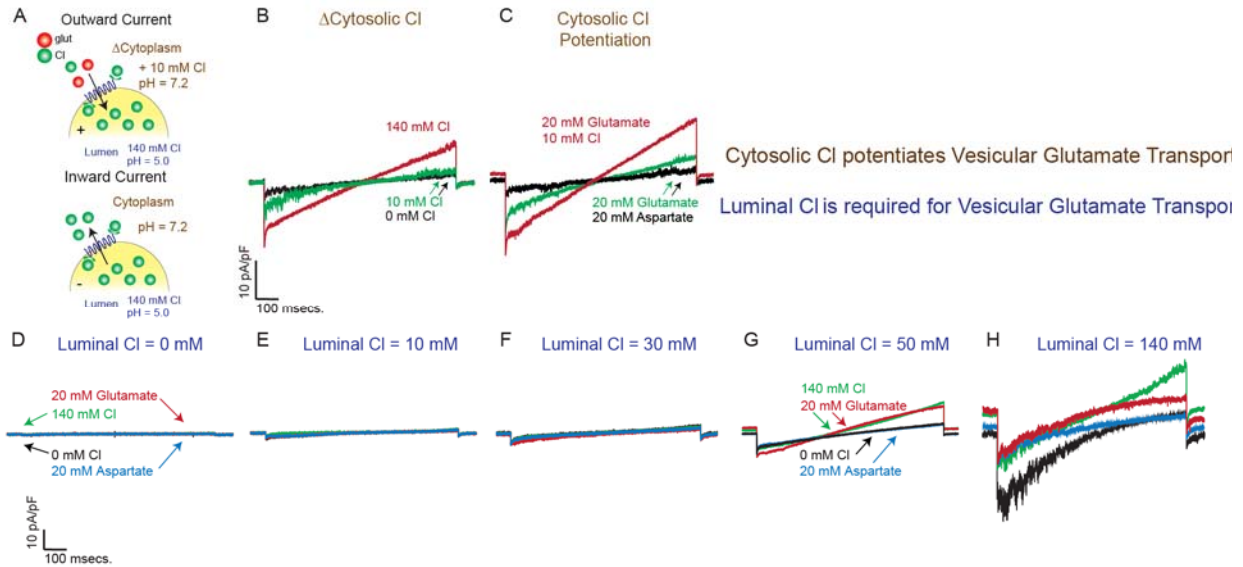 A
Outward Current
glut
Cl
ΔCytoplasm
+ 10 mM Cl
pH = 7.2
+
Lumen
140 mM Cl
pH = 5.0
Inward Current
Cytoplasm
pH = 7.2
-
Lumen
140 mM Cl
pH = 5.0
B
ΔCytosolic Cl
140 mM Cl
10 mM Cl
0 mM Cl
10 pA/pF
100 msecs.
C
Cytosolic Cl
Potentiation
20 mM Glutamate
10 mM Cl
20 mM Glutamate
20 mM Aspartate
Cytosolic Cl potentiates Vesicular Glutamate Transport
Luminal Cl is required for Vesicular Glutamate Transpor
D
Luminal Cl = 0 mM
20 mM Glutamate
140 mM Cl
0 mM Cl
20 mM Aspartate
10 pA/pF
100 msecs.
E
Luminal Cl = 10 mM
F
Luminal Cl = 30 mM
G
Luminal Cl = 50 mM
140 mM Cl
20 mM Glutamate
0 mM Cl
20 mM Aspartate
H
Luminal Cl = 140 mM